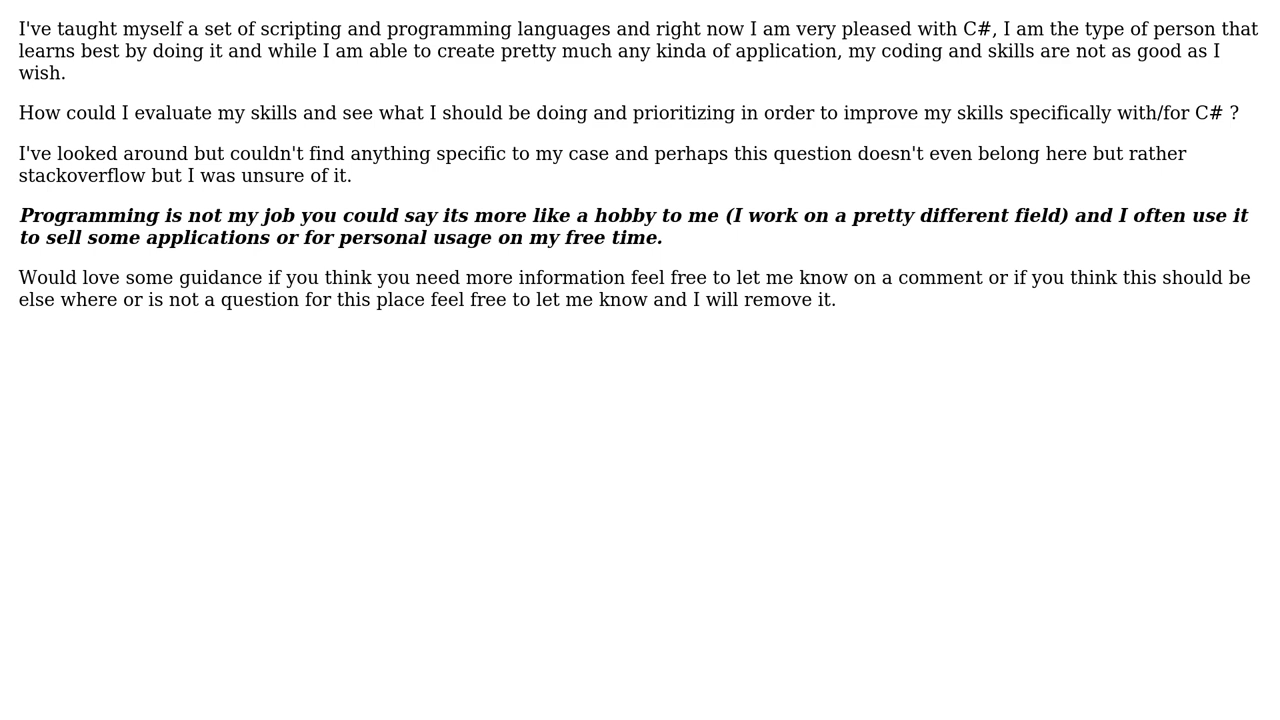 I've taught myself a set of scripting and programming languages and right now I am very pleased with C#, I am the type of person that
learns best by doing it and while I am able to create pretty much any kinda of application, my coding and skills are not as good as I
wish.
How could I evaluate my skills and see what I should be doing and prioritizing in order to improve my skills specifically with/for C# ?
I've looked around but couldn't find anything specific to my case and perhaps this question doesn't even belong here but rather
stackoverflow but I was unsure of it.
Programming is not my job you could say its more like a hobby to me (I work on a pretty different field) and I often use it
to sell some applications or for personal usage on my free time.
Would love some guidance if you think you need more information feel free to let me know on a comment or if you think this should be
else where or is not a question for this place feel free to let me know and I will remove it.